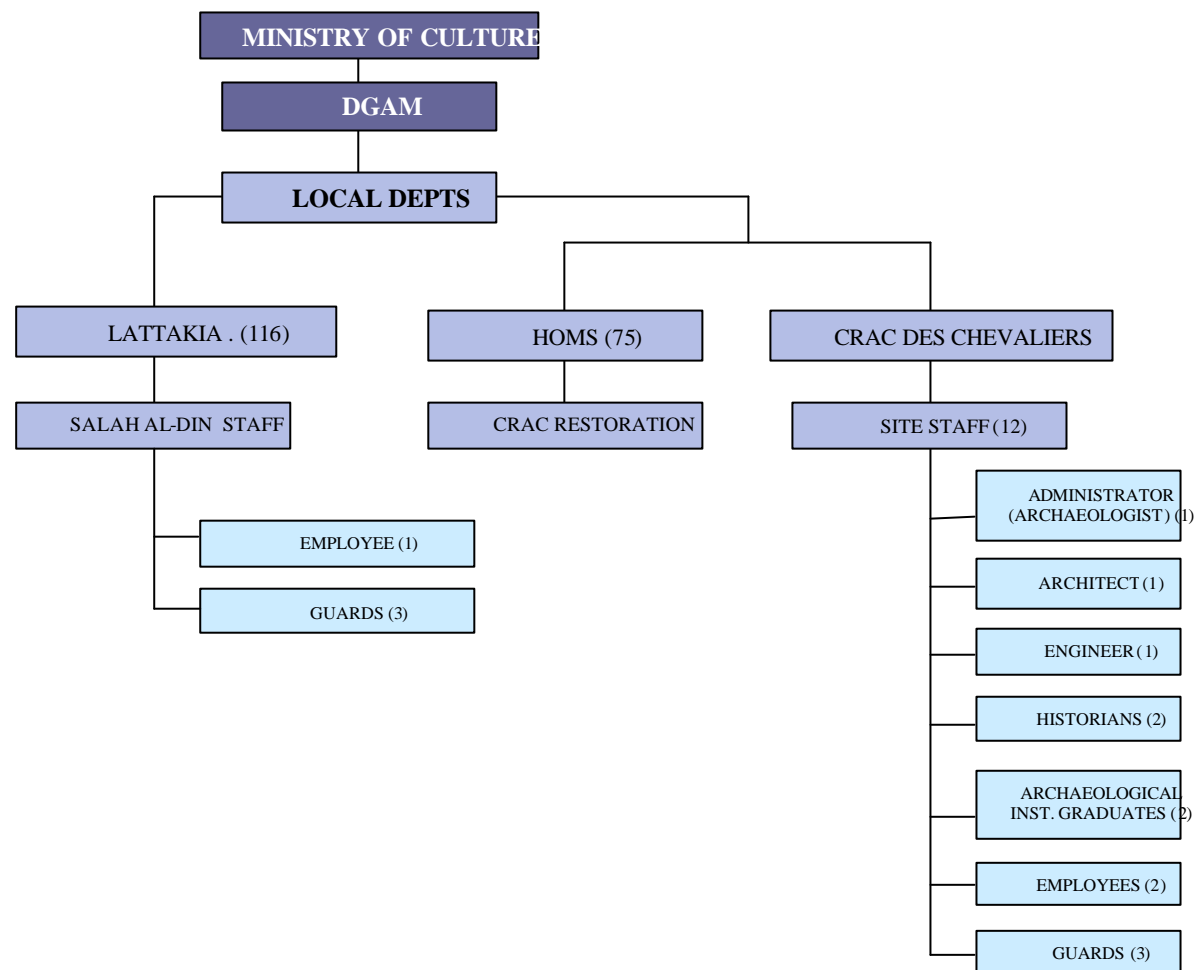 MINISTRY OF CULTURE
DGAM
LOCAL DEPTS
LATTAKIA . (116)
HOMS (75)
CRAC DES CHEVALIERS
SALAH AL-DIN STAFF
CRAC RESTORATION
SITE STAFF (12)
EMPLOYEE (1)
GUARDS (3)
ADMINISTRATOR
(ARCHAEOLOGIST) (1)
ARCHITECT (1)
ENGINEER (1)
HISTORIANS (2)
ARCHAEOLOGICAL
INST. GRADUATES (2)
EMPLOYEES (2)
GUARDS (3)